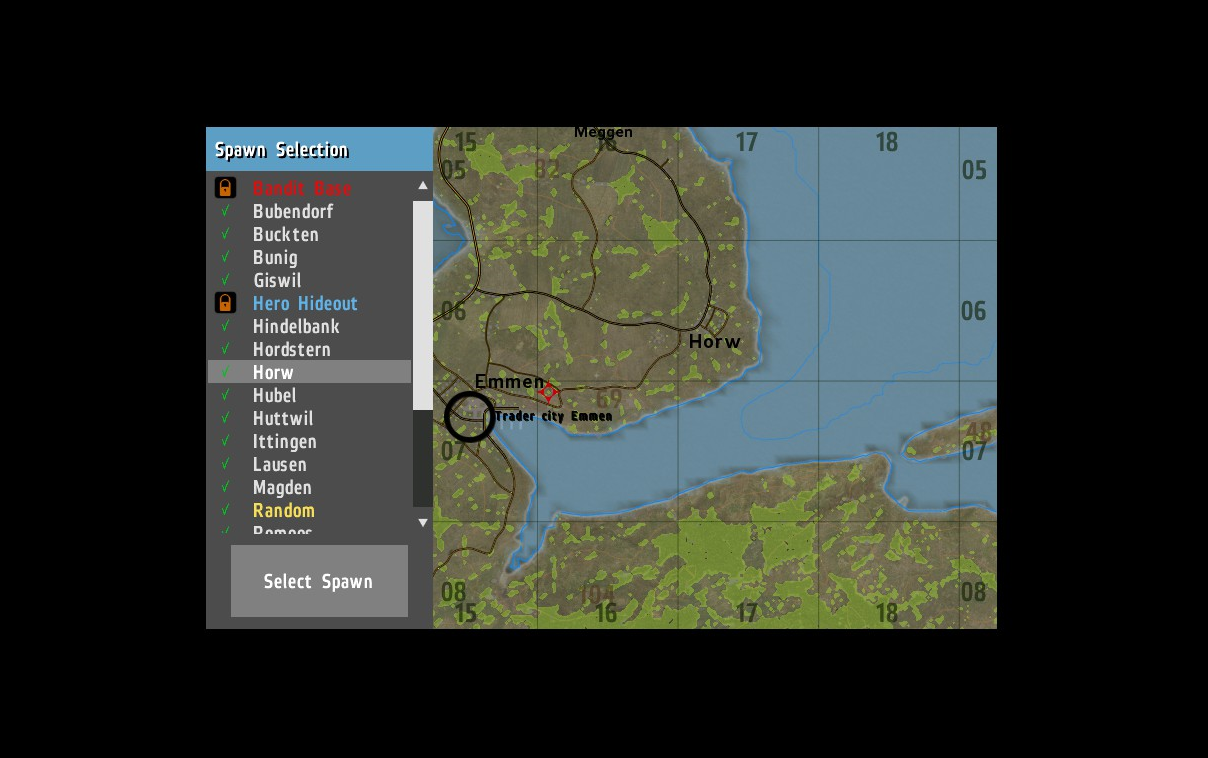 Spawn Selection
Bandit Base
Bubendorf
Buckten
Bunig
Giswil
Hero Hideout
Hindelbank
Hordstern
Horw
Hubel
Huttwil
Ittingen
Lausen
Magden
Random
Select Spawn
Meggen
15 16 17 18
05 82 05
06 06
Horw
Emmen
69
Trader city Emmen
48
07 07
08 104 08
15 16 17 18